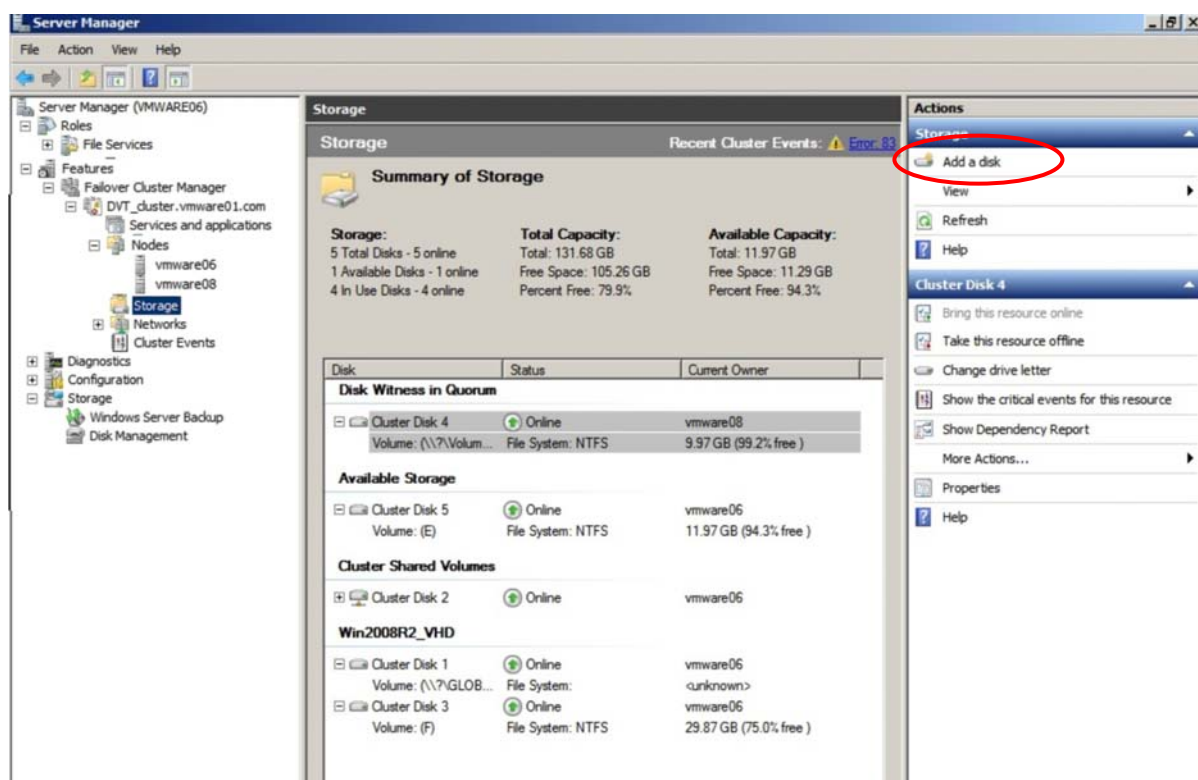 Server Manager
File Action View Help
Server Manager (VMWARE06)
Roles
File Services
Features
Failover Cluster Manager
DVT_cluster.vmware01.com
Services and applications
Nodes
vmware06
vmware08
Storage
Networks
Cluster Events
Diagnostics
Configuration
Storage
Windows Server Backup
Disk Management
Storage
Storage Recent Cluster Events: Error: 83
Summary of Storage
Storage: Total Capacity: Available Capacity:
5 Total Disks - 5 online Total: 131.68 GB Total: 11.97 GB
1 Available Disks - 1 online Free Space: 105.26 GB Free Space: 11.29 GB
4 In Use Disks - 4 online Percent Free: 79.9% Percent Free: 94.3%
Disk Status Current Owner
Disk Witness in Quorum
Cluster Disk 4 Online vmware08
Volume: (\\?\Volum... File System: NTFS 9.97 GB (99.2% free )
Available Storage
Cluster Disk 5 Online vmware06
Volume: (E) File System: NTFS 11.97 GB (94.3% free )
Cluster Shared Volumes
Cluster Disk 2 Online vmware06
Win2008R2_VHD
Cluster Disk 1 Online vmware06
Volume: (\\?\GLOB... File System: <unknown>
Cluster Disk 3 Online vmware06
Volume: (F) File System: NTFS 29.87 GB (75.0% free )
Actions
Storage
Add a disk
View
Refresh
Help
Cluster Disk 4
Bring this resource online
Take this resource offline
Change drive letter
Show the critical events for this resource
Show Dependency Report
More Actions...
Properties
Help